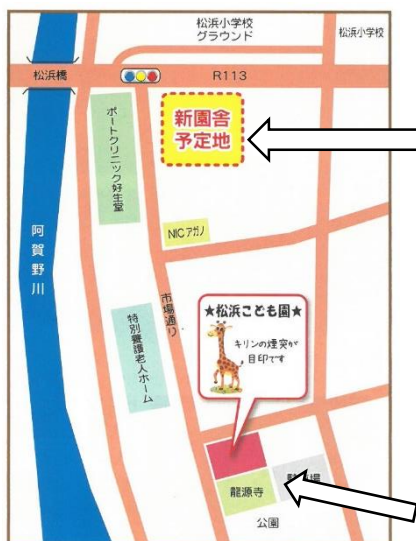 松浜小学校
グラウンド
松浜小学校
松浜橋
R113
新園舎
予定地
ポートクリニック好生堂
阿賀野川
NICアガノ
市場通り
★松浜こども園★
キリンの煙突が
目印です
特別養護老人ホーム
龍源寺
公園